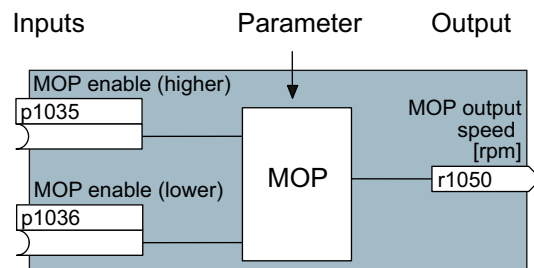 Inputs
Parameter
Output
MOP enable (higher)
p1035
MOP output
speed
[rpm]
MOP
r1050
MOP enable (lower)
p1036